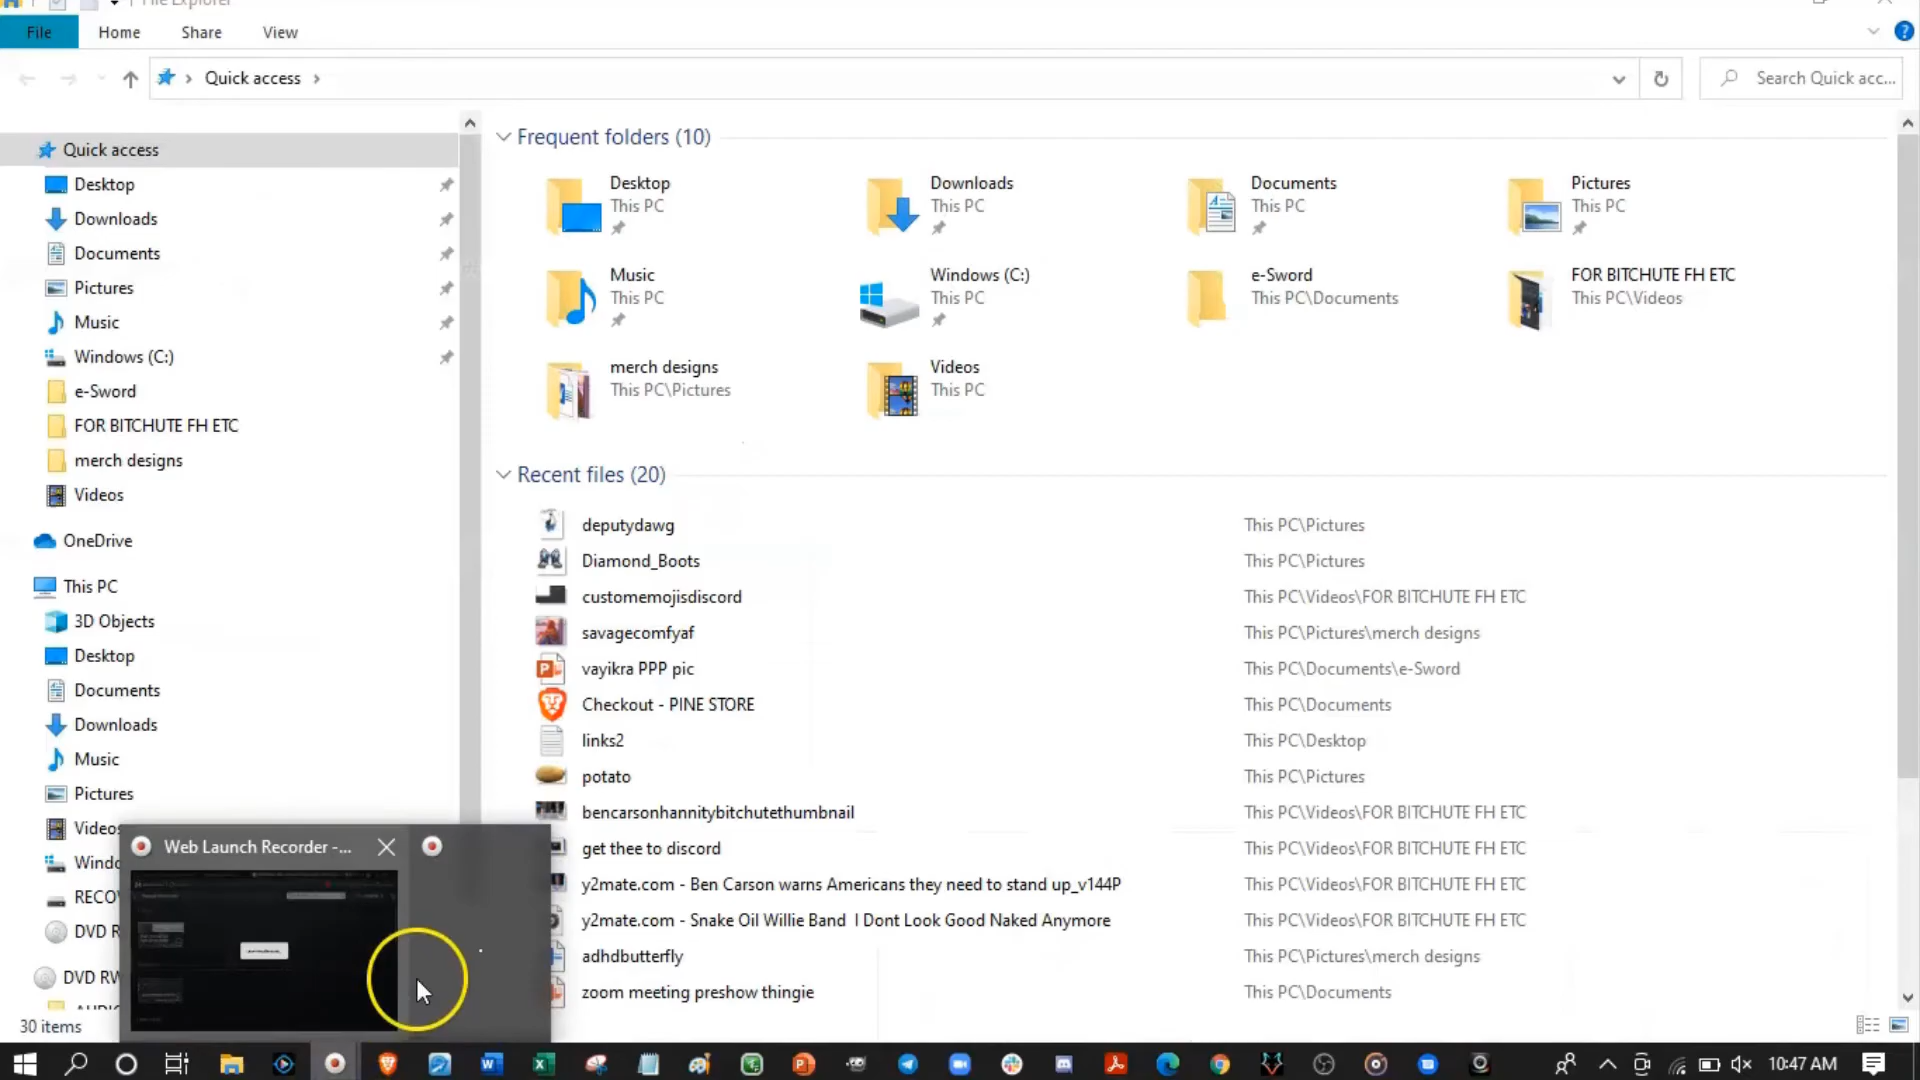 File Explorer
File
Home
Share
View
Quick access
Search Quick acc...
Quick access
Desktop
Downloads
Documents
Pictures
Music
Windows (C:)
e-Sword
FOR BITCHUTE FH ETC
merch designs
Videos
OneDrive
This PC
3D Objects
Desktop
Documents
Downloads
Music
Pictures
Videos
Windo
RECO
DVD R
DVD RW
30 items
Frequent folders (10)
Desktop
This PC
Downloads
This PC
Documents
This PC
Pictures
This PC
Music
This PC
Windows (C:)
This PC
e-Sword
This PC\Documents
FOR BITCHUTE FH ETC
This PC\Videos
merch designs
This PC\Pictures
Videos
This PC
Recent files (20)
deputydawg This PC\Pictures
Diamond_Boots This PC\Pictures
customemojisdiscord This PC\Videos\FOR BITCHUTE FH ETC
savagecomfyaf This PC\Pictures\merch designs
vayikra PPP pic This PC\Documents\e-Sword
Checkout - PINE STORE This PC\Documents
links2 This PC\Desktop
potato This PC\Pictures
bencarsonhannitybitchutethumbnail This PC\Videos\FOR BITCHUTE FH ETC
get thee to discord This PC\Videos\FOR BITCHUTE FH ETC
y2mate.com - Ben Carson warns Americans they need to stand up_v144P This PC\Videos\FOR BITCHUTE FH ETC
y2mate.com - Snake Oil Willie Band I Dont Look Good Naked Anymore This PC\Videos\FOR BITCHUTE FH ETC
adhdbutterfly This PC\Pictures\merch designs
zoom meeting preshow thingie This PC\Documents
Web Launch Recorder -...
10:47 AM